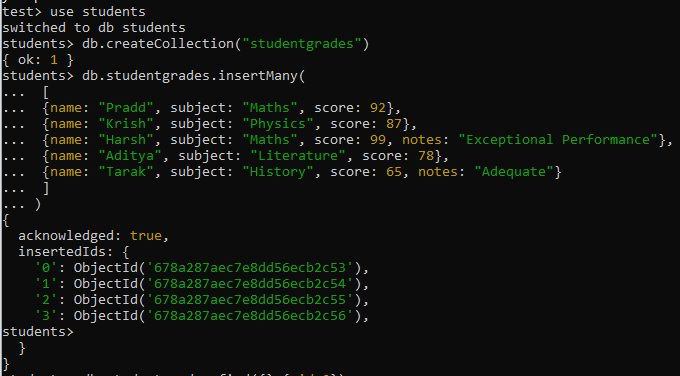 test> use students
switched to db students
students> db.createCollection("studentgrades")
{ ok: 1 }
students> db.studentgrades.insertMany(
...  [
...  {name: "Pradd", subject: "Maths", score: 92},
...  {name: "Krish", subject: "Physics", score: 87},
...  {name: "Harsh", subject: "Maths", score: 99, notes: "Exceptional Performance"},
...  {name: "Aditya", subject: "Literature", score: 78},
...  {name: "Tarak", subject: "History", score: 65, notes: "Adequate"}
...  ]
... )
{
  acknowledged: true,
  insertedIds: {
    '0': ObjectId('678a287aec7e8dd56ecb2c53'),
    '1': ObjectId('678a287aec7e8dd56ecb2c54'),
    '2': ObjectId('678a287aec7e8dd56ecb2c55'),
    '3': ObjectId('678a287aec7e8dd56ecb2c56'),
students>
  }
}